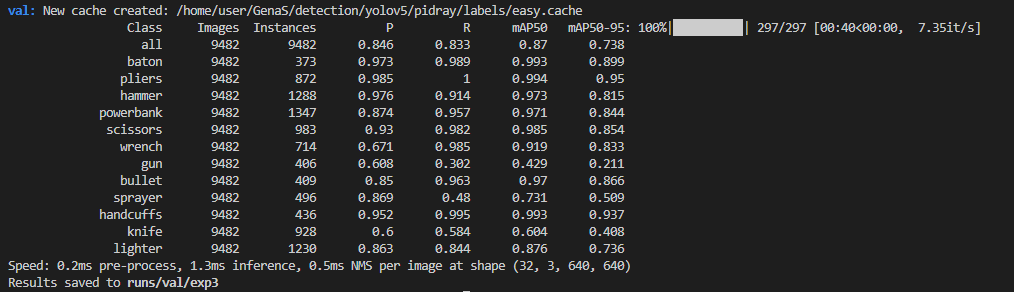 val: New cache created: /home/user/GenaS/detection/yolov5/pidray/labels/easy.cache
Class Images Instances P R mAP50 mAP50-95: 100%|██████████| 297/297 [00:40<00:00, 7.35it/s]
all 9482 9482 0.846 0.833 0.87 0.738
baton 9482 373 0.973 0.989 0.993 0.899
pliers 9482 872 0.985 1 0.994 0.95
hammer 9482 1288 0.976 0.914 0.973 0.815
powerbank 9482 1347 0.874 0.957 0.971 0.844
scissors 9482 983 0.93 0.982 0.985 0.854
wrench 9482 714 0.671 0.985 0.919 0.833
gun 9482 406 0.608 0.302 0.429 0.211
bullet 9482 409 0.85 0.963 0.97 0.866
sprayer 9482 496 0.869 0.48 0.731 0.509
handcuffs 9482 436 0.952 0.995 0.993 0.937
knife 9482 928 0.6 0.584 0.604 0.408
lighter 9482 1230 0.863 0.844 0.876 0.736
Speed: 0.2ms pre-process, 1.3ms inference, 0.5ms NMS per image at shape (32, 3, 640, 640)
Results saved to runs/val/exp3